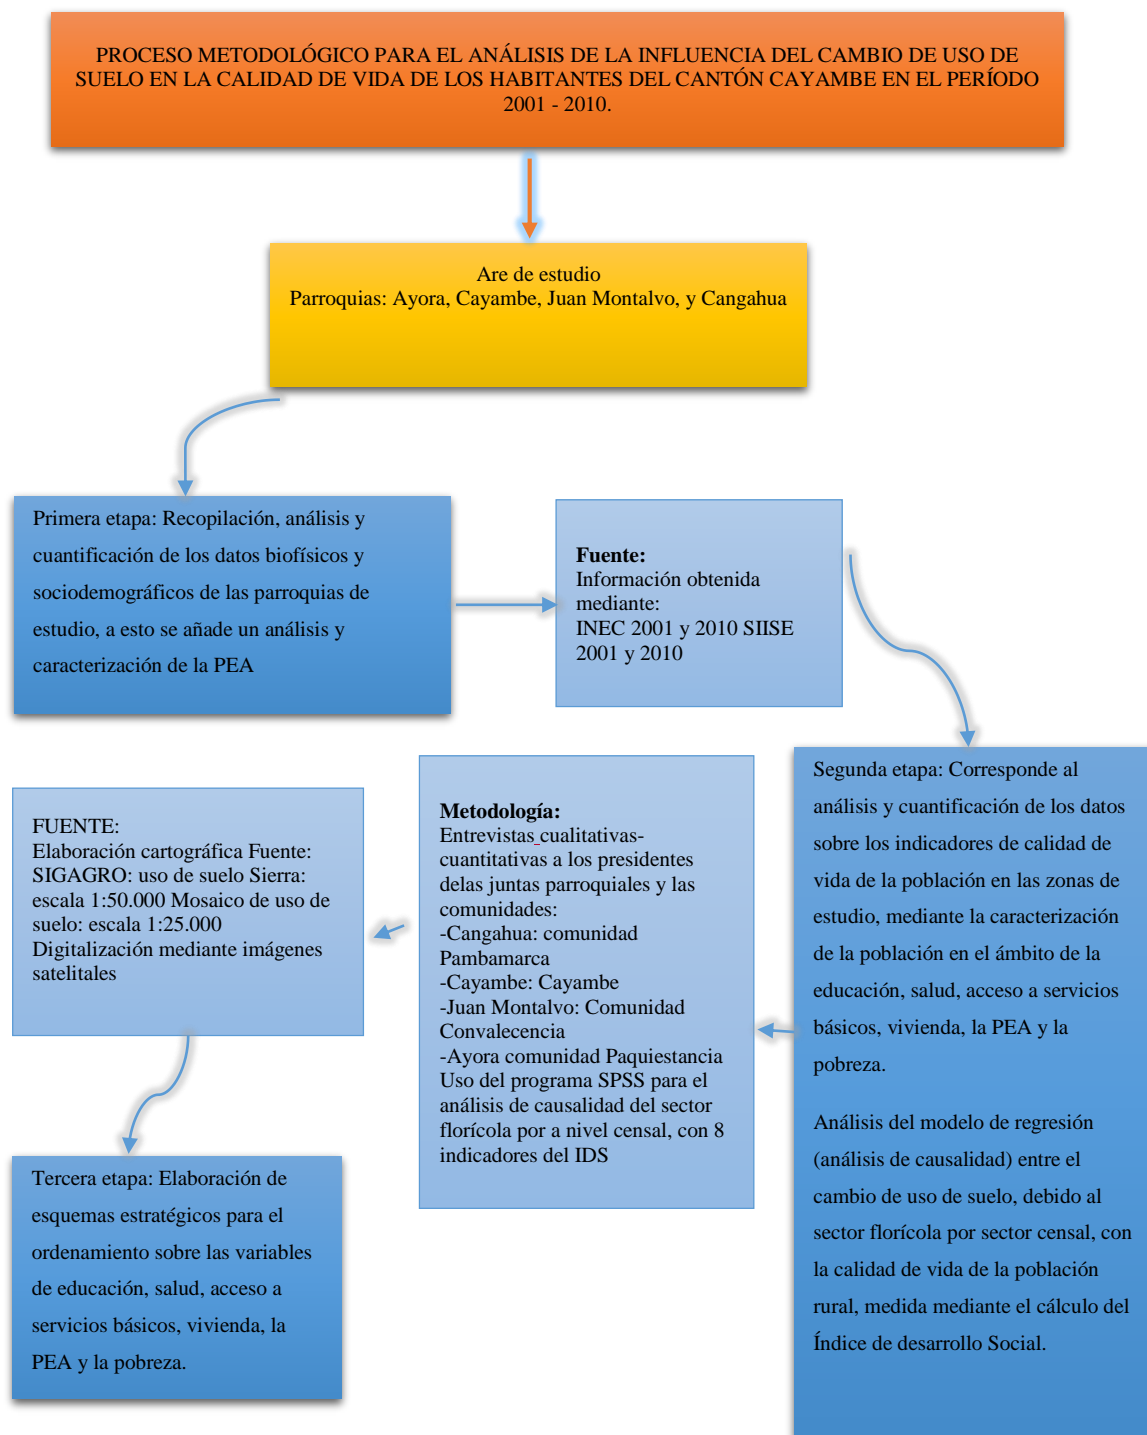 PROCESO METODOLÓGICO PARA EL ANÁLISIS DE LA INFLUENCIA DEL CAMBIO DE USO DE
SUELO EN LA CALIDAD DE VIDA DE LOS HABITANTES DEL CANTÓN CAYAMBE EN EL PERÍODO
2001 - 2010.
Are de estudio
Parroquias: Ayora, Cayambe, Juan Montalvo, y Cangahua
Primera etapa: Recopilación, análisis y
cuantificación de los datos biofísicos y
sociodemográficos de las parroquias de
estudio, a esto se añade un análisis y
caracterización de la PEA
Fuente:
Información obtenida
mediante:
INEC 2001 y 2010 SIISE
2001 y 2010
Segunda etapa: Corresponde al
análisis y cuantificación de los datos
sobre los indicadores de calidad de
vida de la población en las zonas de
estudio, mediante la caracterización
de la población en el ámbito de la
educación, salud, acceso a servicios
básicos, vivienda, la PEA y la
pobreza.
Análisis del modelo de regresión
(análisis de causalidad) entre el
cambio de uso de suelo, debido al
sector florícola por sector censal, con
la calidad de vida de la población
rural, medida mediante el cálculo del
Índice de desarrollo Social.
Metodología:
Entrevistas cualitativas-
cuantitativas a los presidentes
delas juntas parroquiales y las
comunidades:
-Cangahua: comunidad
Pambamarca
-Cayambe: Cayambe
-Juan Montalvo: Comunidad
Convalecencia
-Ayora comunidad Paquiestancia
Uso del programa SPSS para el
análisis de causalidad del sector
florícola por a nivel censal, con 8
indicadores del IDS
FUENTE:
Elaboración cartográfica Fuente:
SIGAGRO: uso de suelo Sierra:
escala 1:50.000 Mosaico de uso de
suelo: escala 1:25.000
Digitalización mediante imágenes
satelitales
Tercera etapa: Elaboración de
esquemas estratégicos para el
ordenamiento sobre las variables
de educación, salud, acceso a
servicios básicos, vivienda, la
PEA y la pobreza.